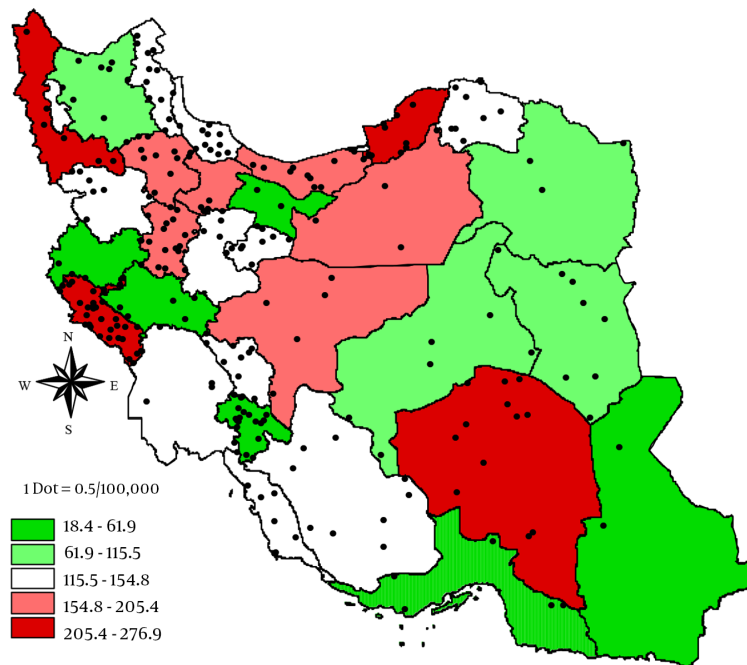 N
W E
S
1 Dot = 0.5/100,000
18.4 - 61.9
61.9 - 115.5
115.5 - 154.8
154.8 - 205.4
205.4 - 276.9